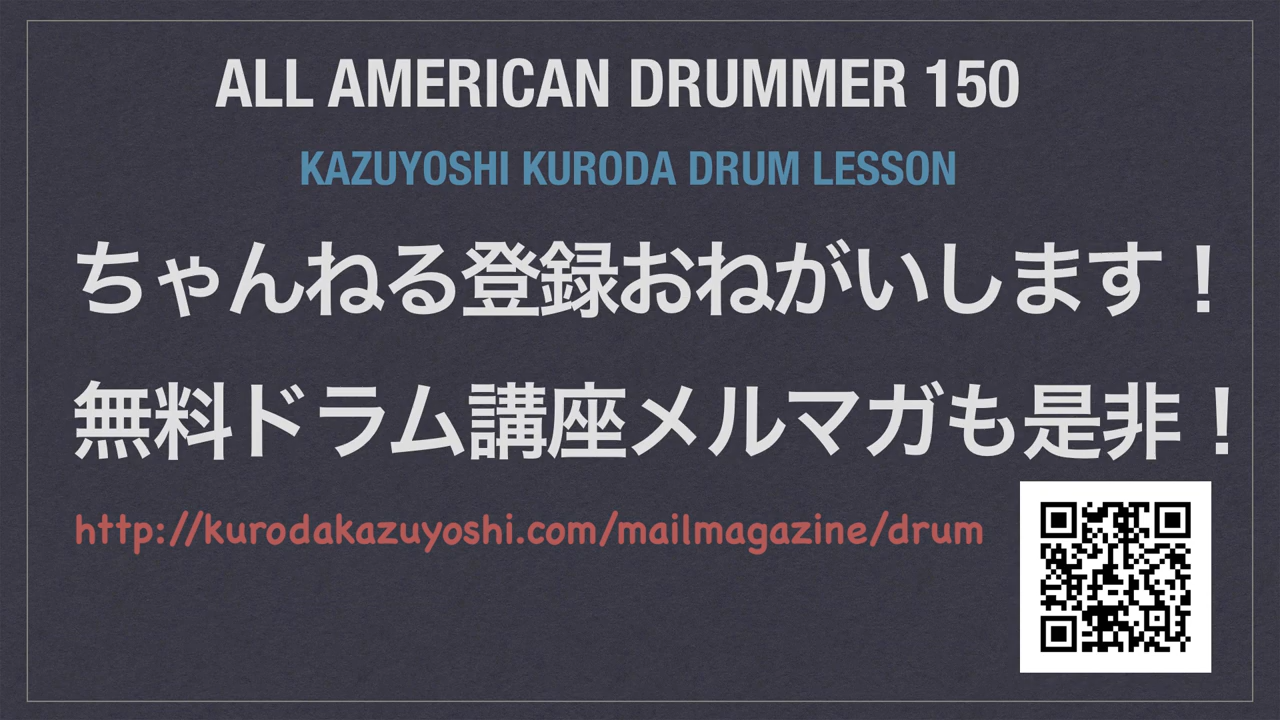 ALL AMERICAN DRUMMER 150
KAZUYOSHI KURODA DRUM LESSON
ちゃんねる登録おねがいします！
無料ドラム講座メルマガも是非！
http://kurodakazuyoshi.com/mailmagazine/drum